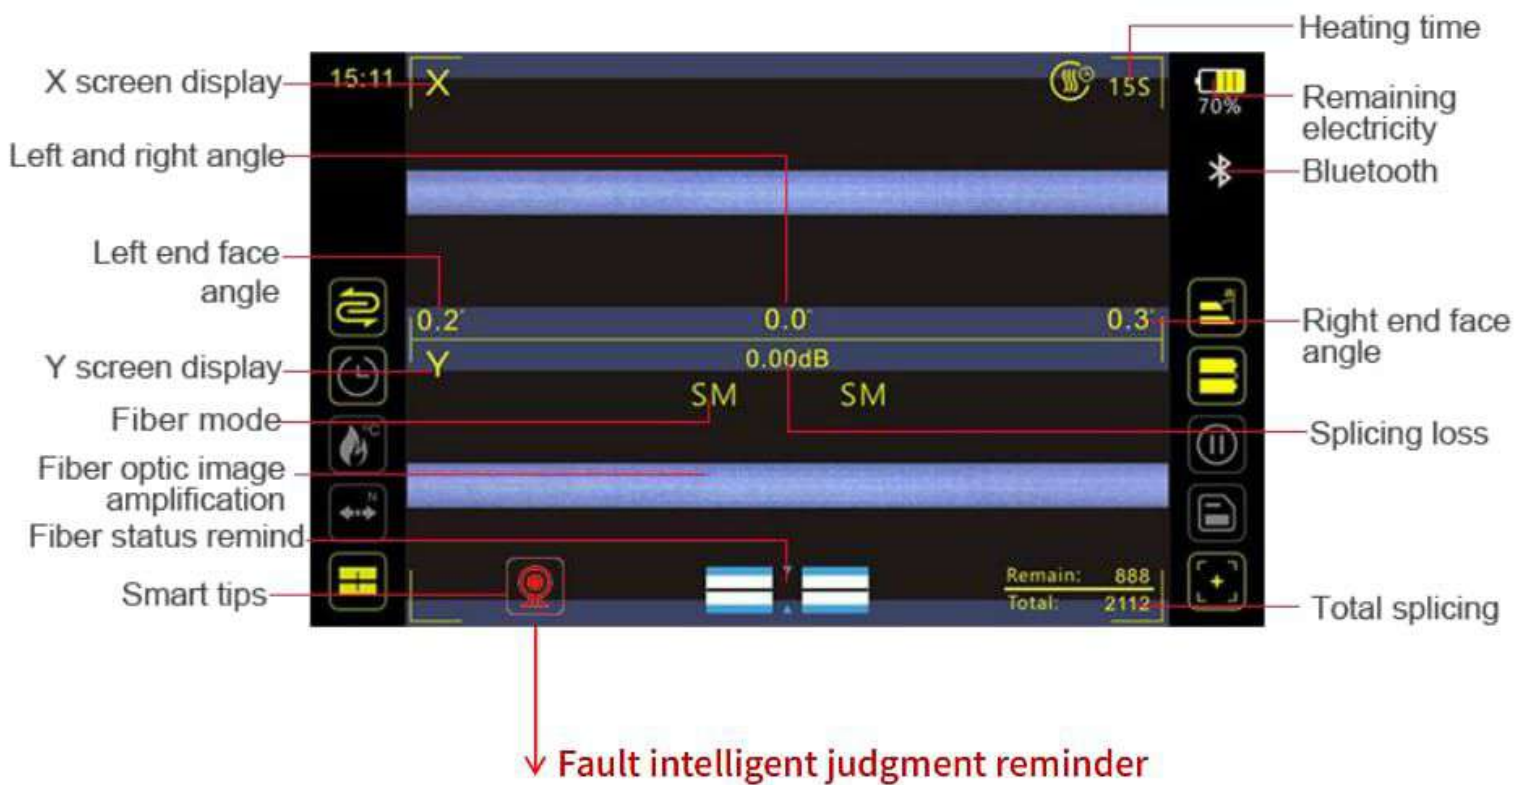 Heating time
15:11
X
15S
X screen display
70%
Remaining
electricity
Left and right angle
Bluetooth
Left end face
angle
0.2°
0.0°
0.3°
Right end face
angle
Y screen display
Y
0.00dB
SM
SM
Fiber mode
°C
Splicing loss
Fiber optic image
amplification
N
Fiber status remind
Smart tips
Remain: 888
Total: 2112
Total splicing
Fault intelligent judgment reminder